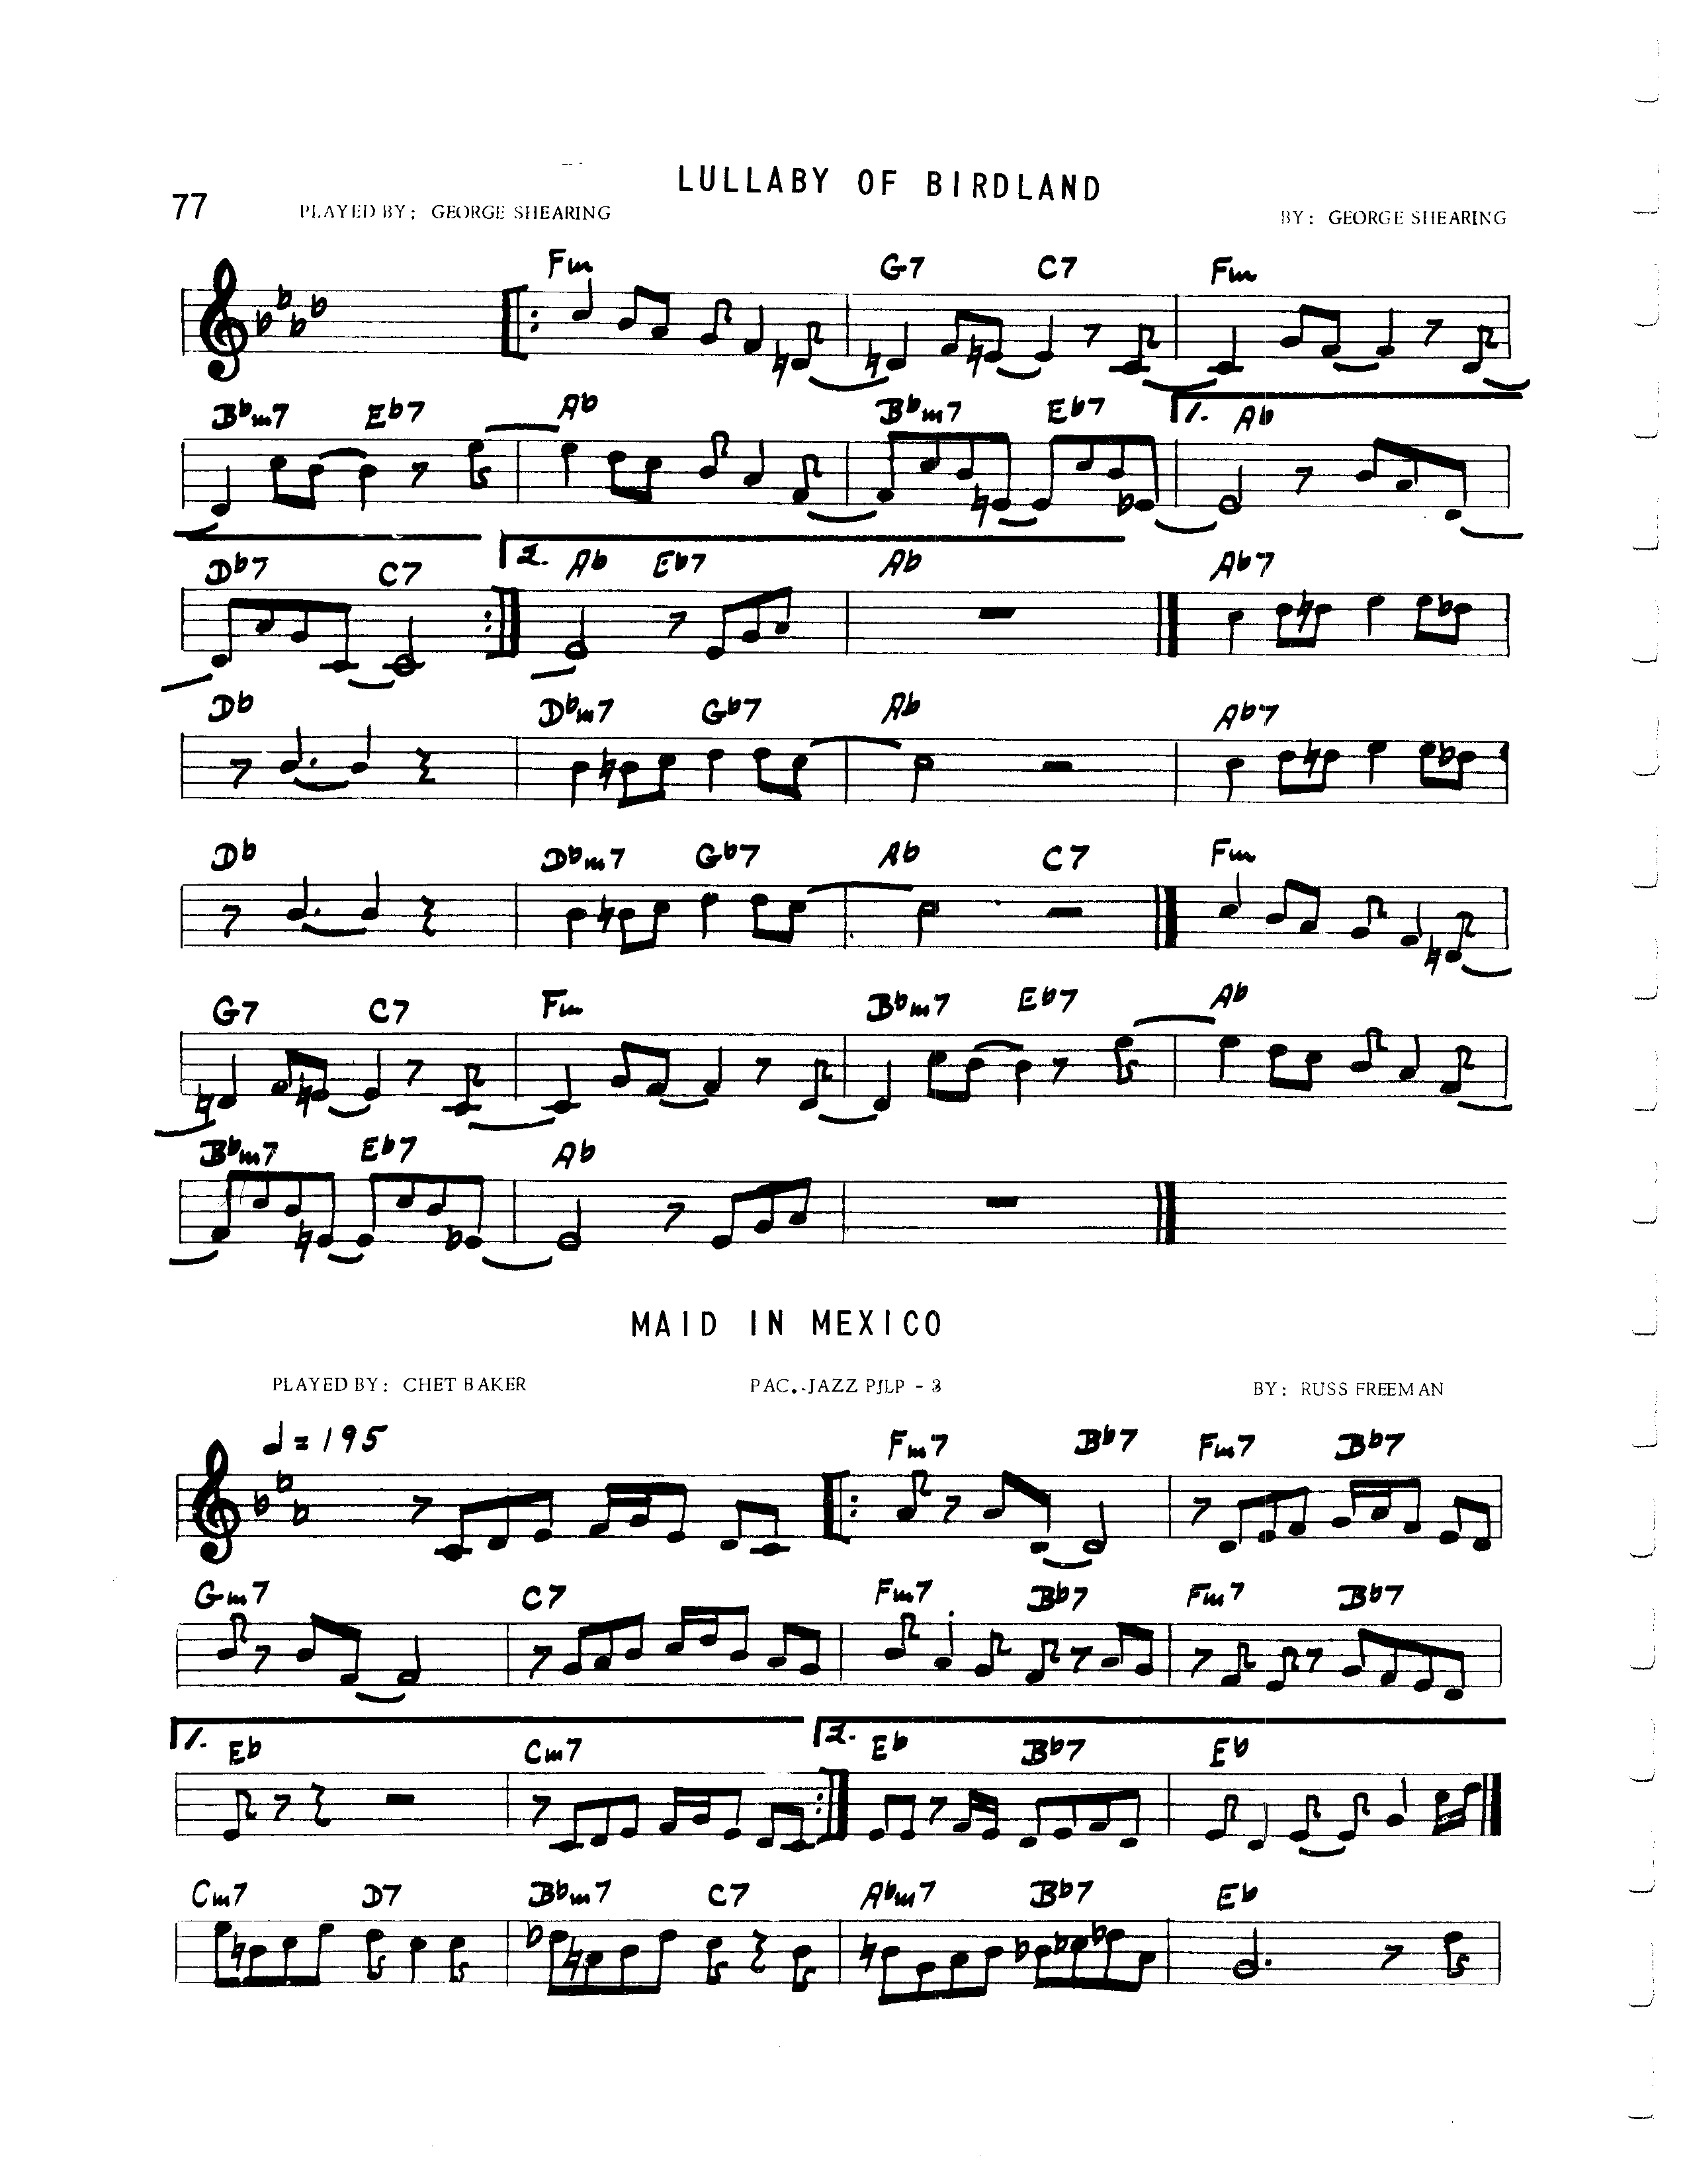 LULLABY OF BIRDLAND
77 PLAYED BY: GEORGE SHEARING BY: GEORGE SHEARING
Fm G7 C7 Fm
Bbm7 Eb7 Ab Bbm7 Eb7 1. Ab
Db7 C7 2. Ab Eb7 Ab Ab7
Db Dbm7 Gb7 Ab Ab7
Db Dbm7 Gb7 Ab C7 Fm
G7 C7 Fm Bbm7 Eb7 Ab
Bbm7 Eb7 Ab
MAID IN MEXICO
PLAYED BY: CHET BAKER PAC. JAZZ PJLP - 3 BY: RUSS FREEMAN
♩ = 195 Fm7 Bb7 Fm7 Bb7
Gm7 C7 Fm7 Bb7 Fm7 Bb7
1. Eb Cm7 2. Eb Bb7 Eb
Cm7 D7 Bbm7 C7 Abm7 Bb7 Eb